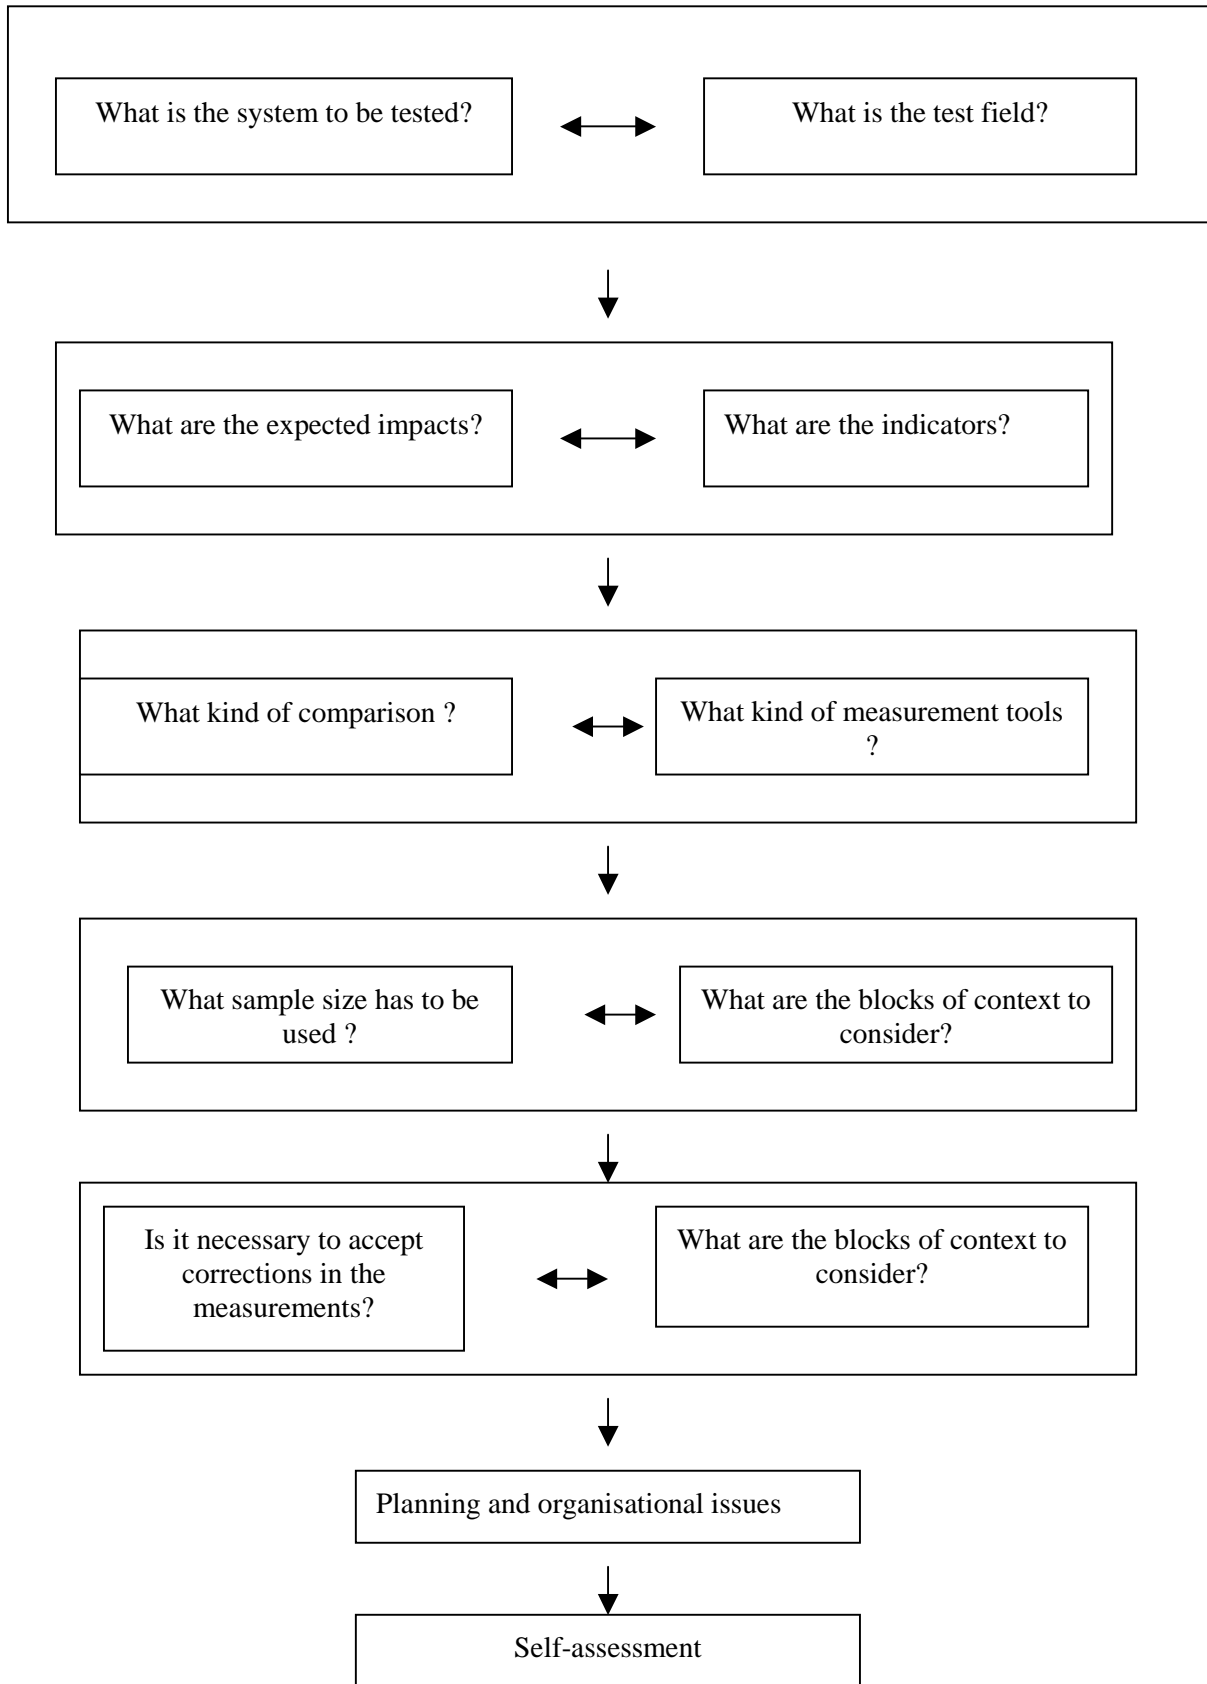 What is the system to be tested?
What is the test field?
What are the expected impacts?
What are the indicators?
What kind of comparison ?
What kind of measurement tools
?
What sample size has to be
used ?
What are the blocks of context to
consider?
Is it necessary to accept
corrections in the
measurements?
What are the blocks of context to
consider?
Planning and organisational issues
Self-assessment